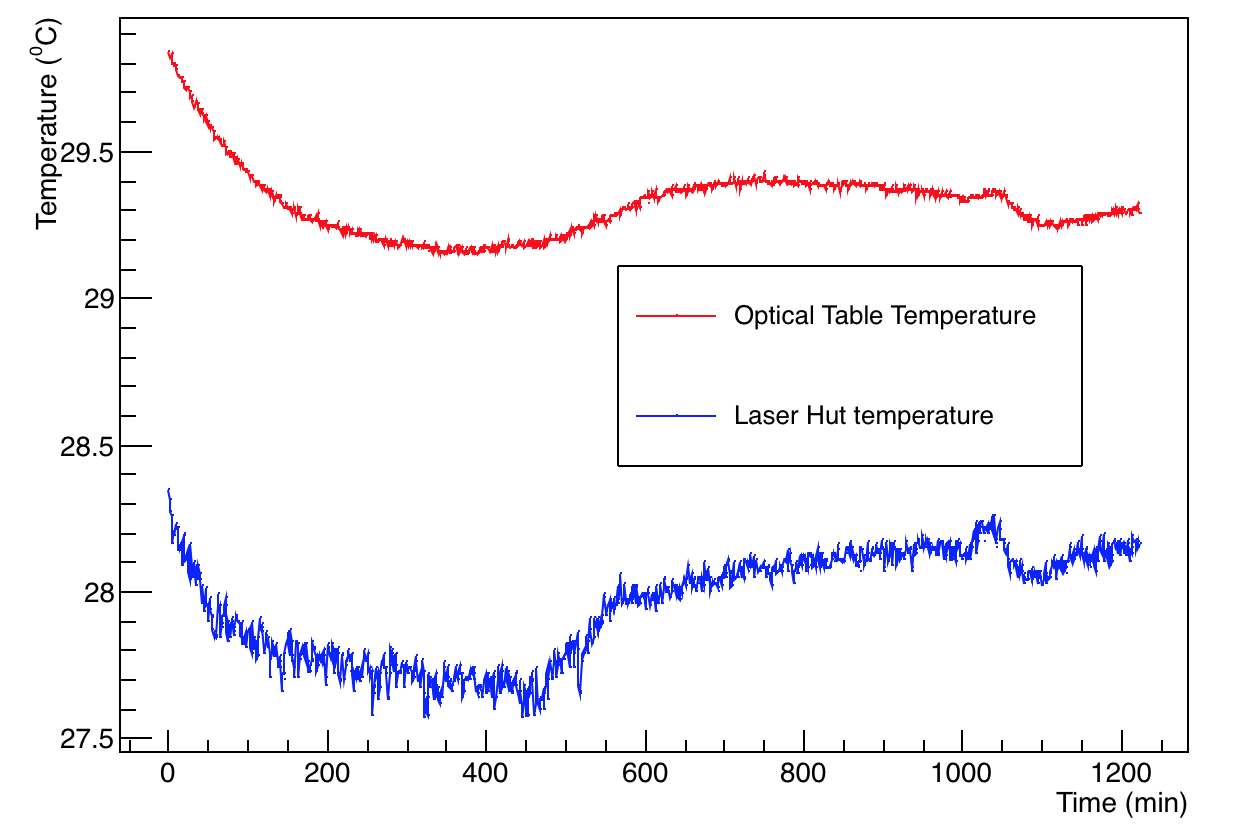 Temperature (⁰C)
29.5
29
28.5
28
27.5
Optical Table Temperature
Laser Hut temperature
0 200 400 600 800 1000 1200
Time (min)